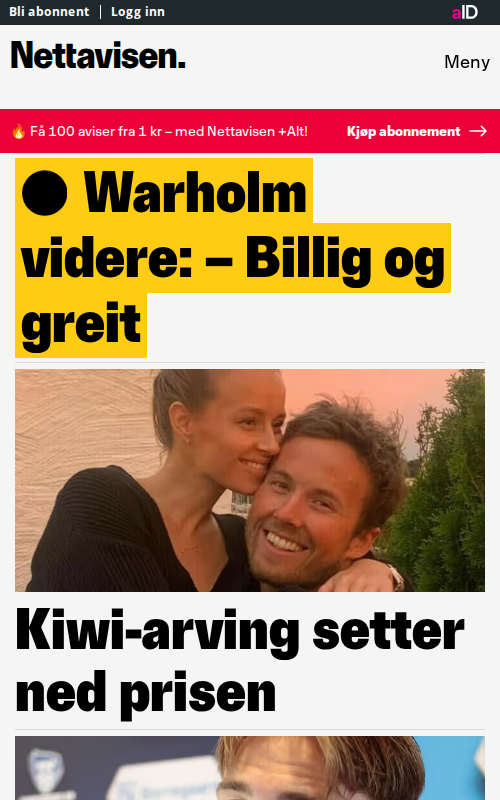 Bli abonnent | Logg inn
aID
Nettavisen.
Meny
🔥 Få 100 aviser fra 1 kr – med Nettavisen +Alt!
Kjøp abonnement →
● Warholm
videre: – Billig og
greit
Kiwi-arving setter
ned prisen